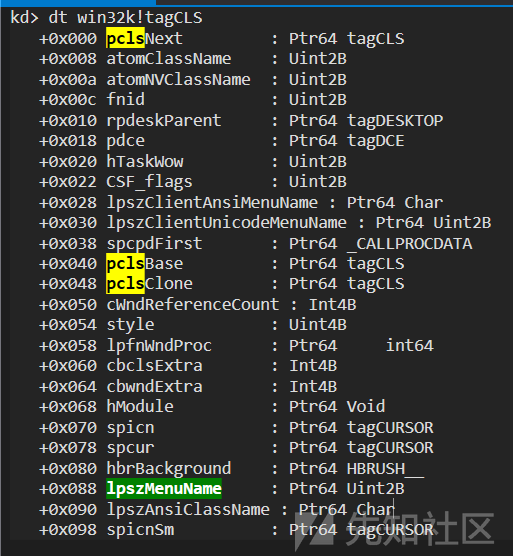 kd> dt win32k!tagCLS
+0x000 pclsNext : Ptr64 tagCLS
+0x008 atomClassName : Uint2B
+0x00a atomNVClassName : Uint2B
+0x00c fnid : Uint2B
+0x010 rpdeskParent : Ptr64 tagDESKTOP
+0x018 pdce : Ptr64 tagDCE
+0x020 hTaskWow : Uint2B
+0x022 CSF_flags : Uint2B
+0x028 lpszClientAnsiMenuName : Ptr64 Char
+0x030 lpszClientUnicodeMenuName : Ptr64 Uint2B
+0x038 spcpdFirst : Ptr64 _CALLPROCDATA
+0x040 pclsBase : Ptr64 tagCLS
+0x048 pclsClone : Ptr64 tagCLS
+0x050 cWndReferenceCount : Int4B
+0x054 style : Uint4B
+0x058 lpfnWndProc : Ptr64 int64
+0x060 cbclsExtra : Int4B
+0x064 cbwndExtra : Int4B
+0x068 hModule : Ptr64 Void
+0x070 spicn : Ptr64 tagCURSOR
+0x078 spcur : Ptr64 tagCURSOR
+0x080 hbrBackground : Ptr64 HBRUSH__
+0x088 lpszMenuName : Ptr64 Uint2B
+0x090 lpszAnsiClassName : Ptr64 Char
+0x098 spicnSm : Ptr64 tagCURSOR
先知社区